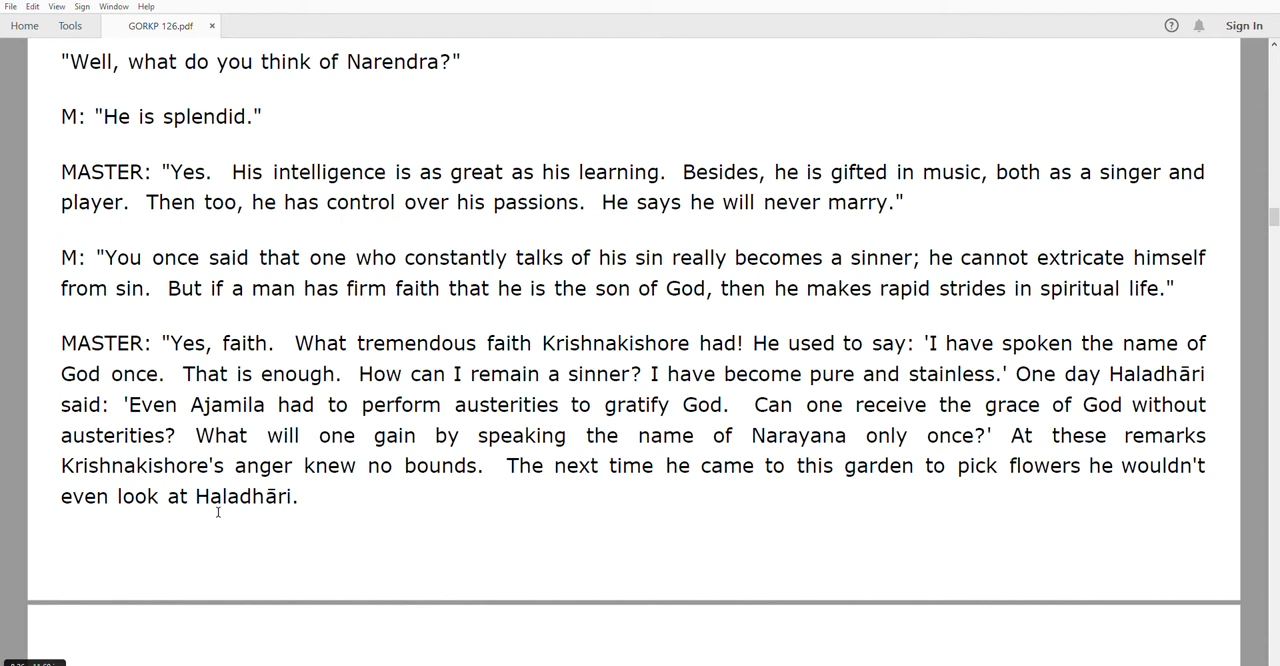 File Edit View Sign Window Help
Home Tools GORKP 126.pdf × ? Sign In
"Well, what do you think of Narendra?"
M: "He is splendid."
MASTER: "Yes. His intelligence is as great as his learning. Besides, he is gifted in music, both as a singer and
player. Then too, he has control over his passions. He says he will never marry."
M: "You once said that one who constantly talks of his sin really becomes a sinner; he cannot extricate himself
from sin. But if a man has firm faith that he is the son of God, then he makes rapid strides in spiritual life."
MASTER: "Yes, faith. What tremendous faith Krishnakishore had! He used to say: 'I have spoken the name of
God once. That is enough. How can I remain a sinner? I have become pure and stainless.' One day Haladhāri
said: 'Even Ajamila had to perform austerities to gratify God. Can one receive the grace of God without
austerities? What will one gain by speaking the name of Narayana only once?' At these remarks
Krishnakishore's anger knew no bounds. The next time he came to this garden to pick flowers he wouldn't
even look at Haladhāri.